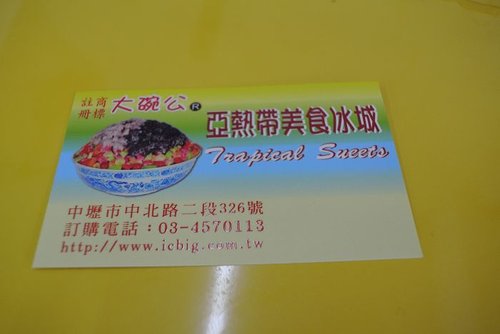 註冊商標 大碗公®
亞熱帶美食冰城
Trapical Sueets
中壢市中北路二段326號
訂購電話：03-4570113
http://www.icbig.com.tw